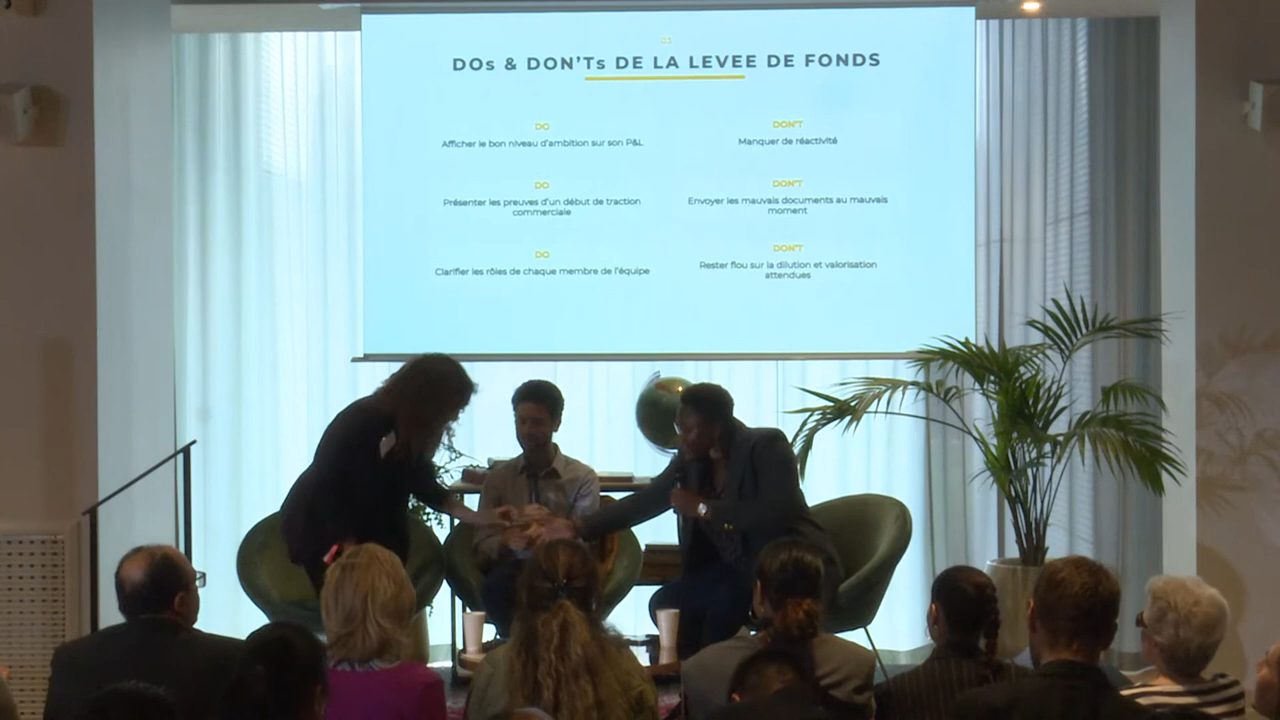 03
DOs & DON'Ts DE LA LEVEE DE FONDS
DO
Afficher le bon niveau d'ambition sur son P&L
DO
Présenter les preuves d'un début de traction
commerciale
DO
Clarifier les rôles de chaque membre de l'équipe
DON'T
Manquer de réactivité
DON'T
Envoyer les mauvais documents au mauvais
moment
DON'T
Rester flou sur la dilution et valorisation
attendues